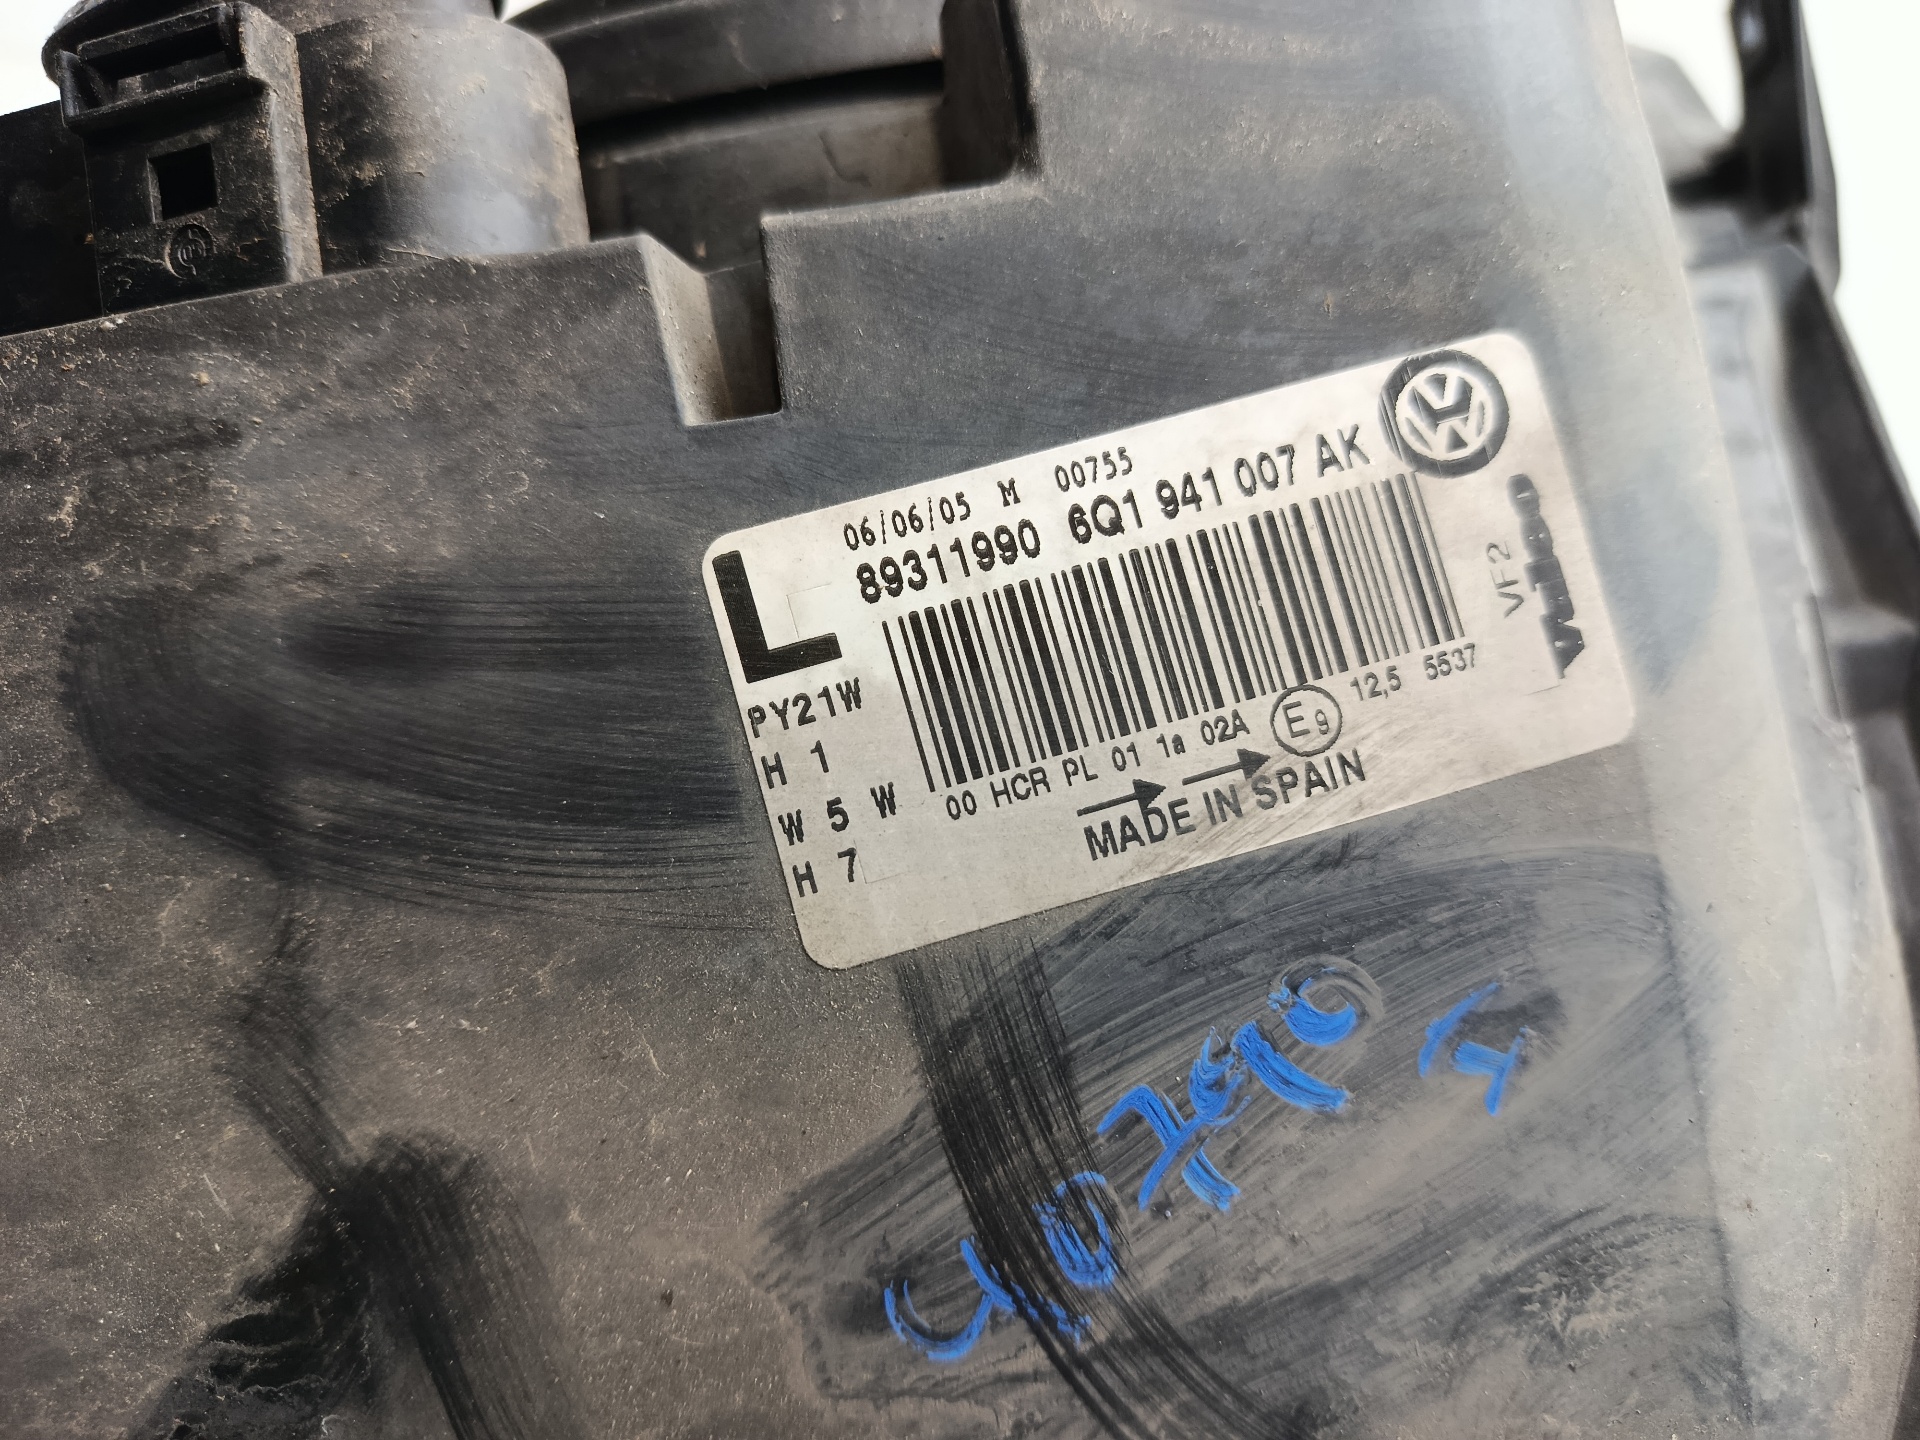 06/06/05 M 00755
89311990 6Q1 941 007 AK
L
PY21W
H 1
W 5 W
H 7
00 HCR PL 01 1a 02A E9 12,5 5537
MADE IN SPAIN
VF2
Valeo